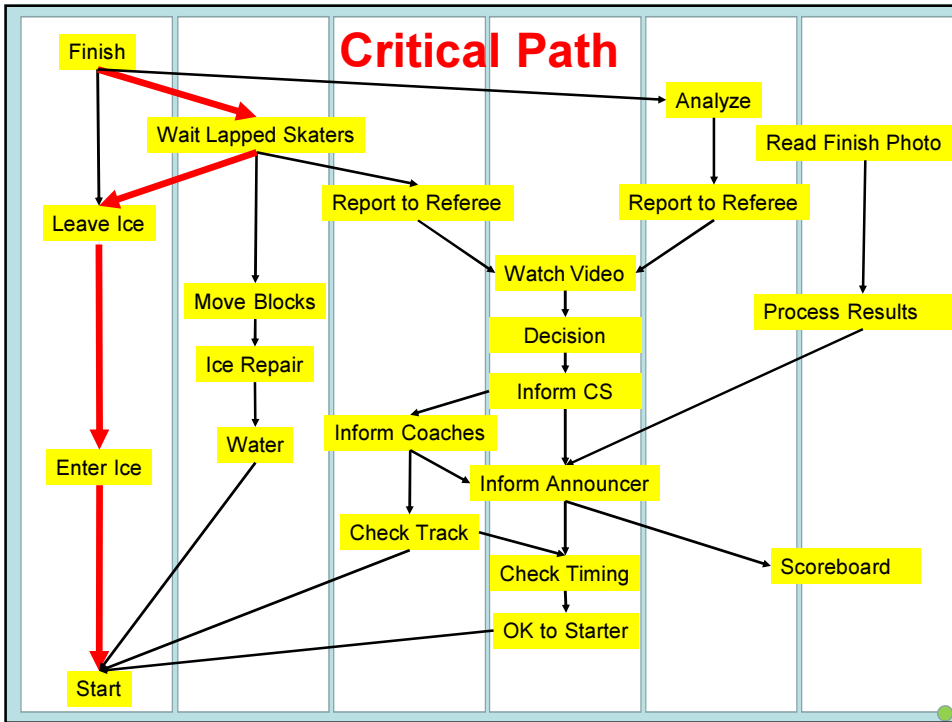 Critical Path
Finish
Analyze
Wait Lapped Skaters
Read Finish Photo
Report to Referee
Report to Referee
Leave Ice
Watch Video
Move Blocks
Process Results
Decision
Ice Repair
Inform CS
Inform Coaches
Water
Enter Ice
Inform Announcer
Check Track
Check Timing
Scoreboard
OK to Starter
Start